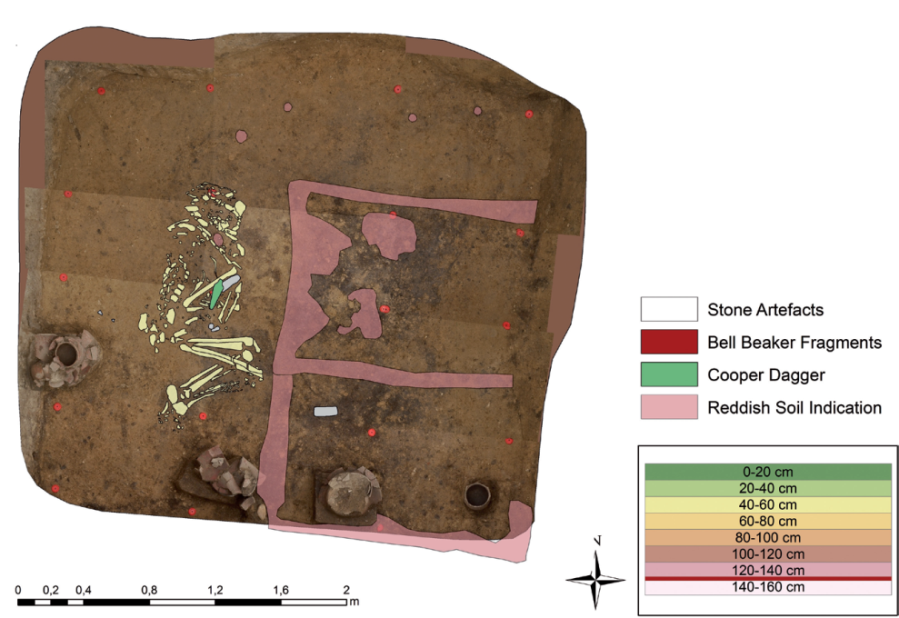 Stone Artefacts
Bell Beaker Fragments
Cooper Dagger
Reddish Soil Indication
0-20 cm
20-40 cm
40-60 cm
60-80 cm
80-100 cm
100-120 cm
120-140 cm
140-160 cm
N
0 0,2 0,4 0,8 1,2 1,6 2
m